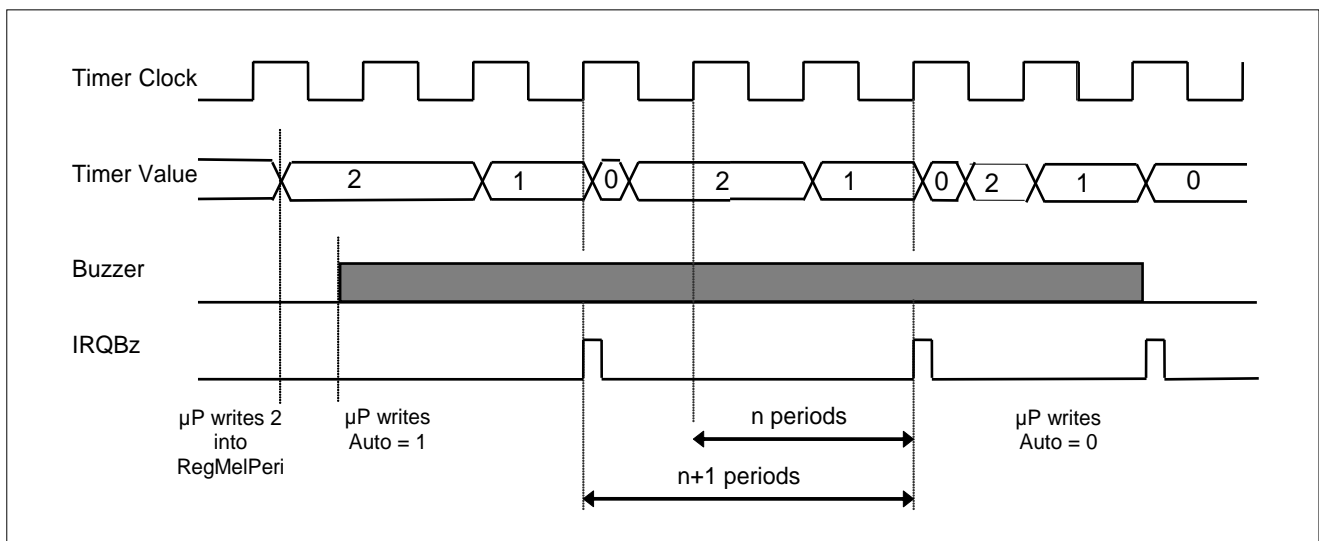 Timer Clock
Timer Value
2
1
0
2
1
0
2
1
0
Buzzer
IRQBz
µP writes 2
into
RegMelPeri
µP writes
Auto = 1
n periods
n+1 periods
µP writes
Auto = 0